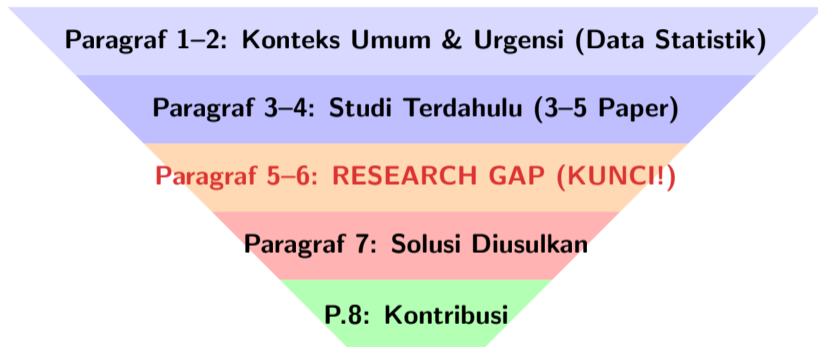 Paragraf 1–2: Konteks Umum & Urgensi (Data Statistik)
Paragraf 3–4: Studi Terdahulu (3–5 Paper)
Paragraf 5–6: RESEARCH GAP (KUNCI!)
Paragraf 7: Solusi Diusulkan
P.8: Kontribusi